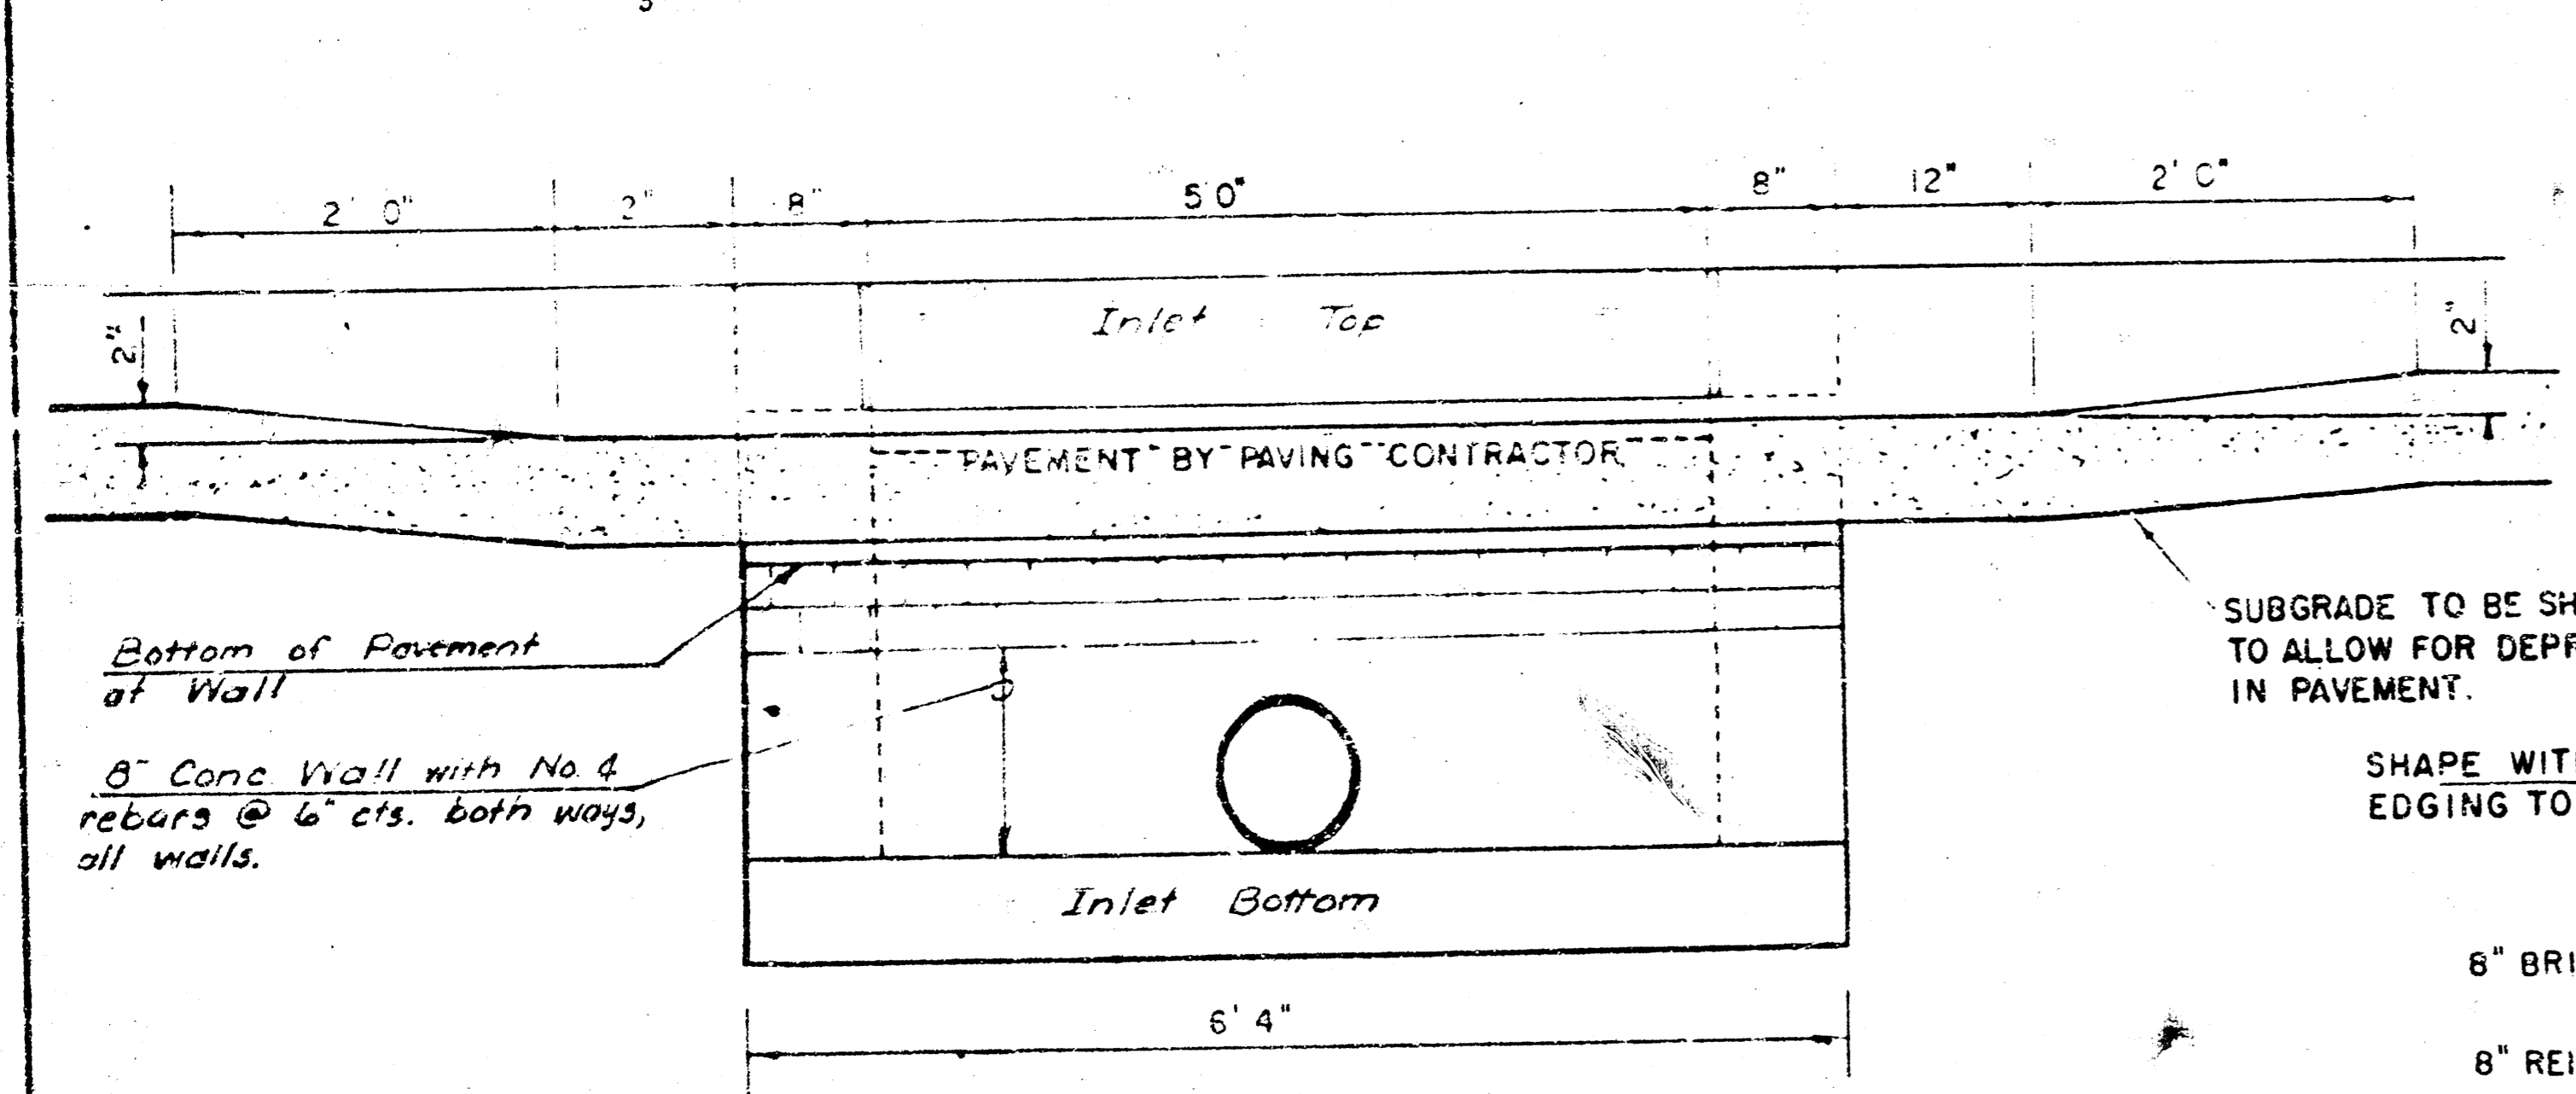 2' 0" 2" 8" 5'0" 8" 12" 2' 0"
Inlet Top
2" 2"
PAVEMENT BY PAVING CONTRACTOR
Bottom of Pavement
at Wall
8" Conc Wall with No. 4
rebars @ 6" cts. both ways,
all walls.
SUBGRADE TO BE SH
TO ALLOW FOR DEPR
IN PAVEMENT.
SHAPE WIT
EDGING TO
Inlet Bottom
8" BRI
6' 4"
8" REI